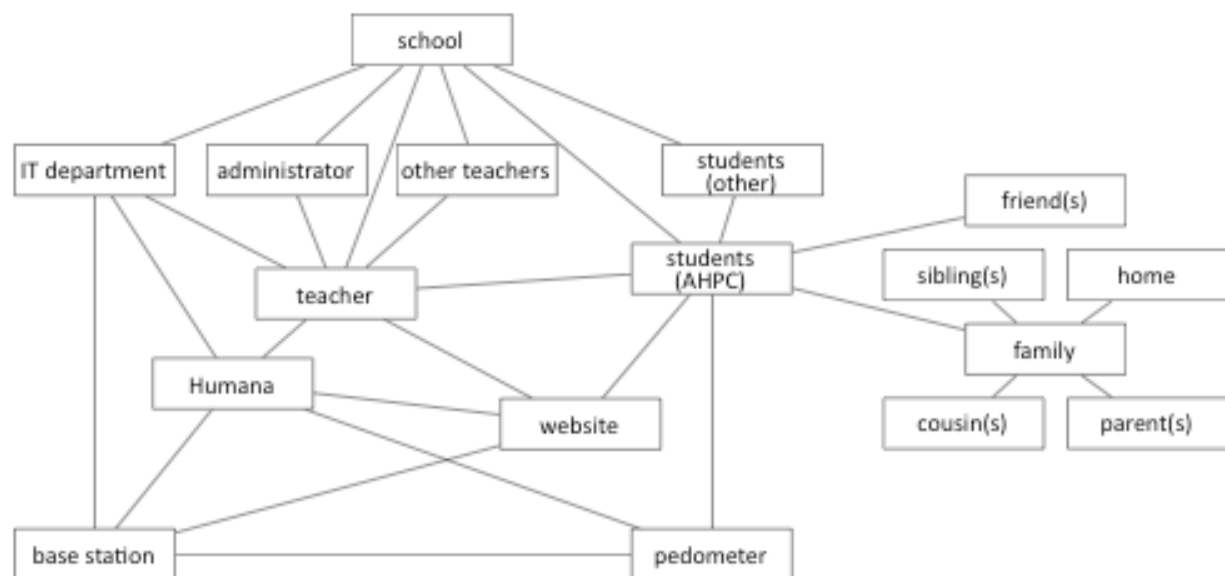 school
IT department
administrator
other teachers
students
(other)
friend(s)
students
(AHPC)
sibling(s)
home
teacher
family
Humana
website
cousin(s)
parent(s)
base station
pedometer